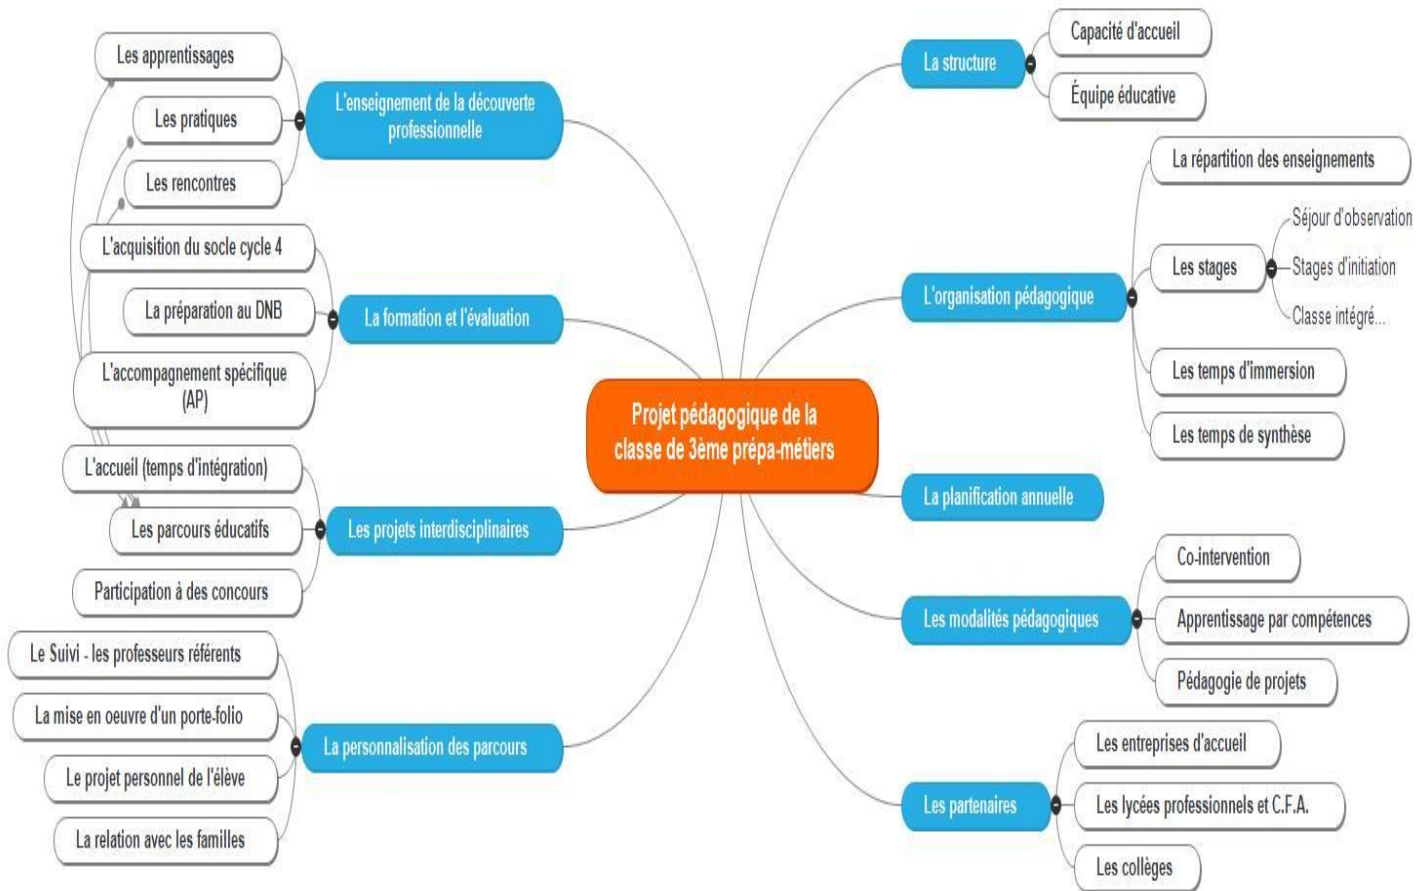 Projet pédagogique de la
classe de 3ème prépa-métiers
La structure
Capacité d'accueil
Équipe éducative
L'organisation pédagogique
La répartition des enseignements
Les stages
Séjour d'observation
Stages d'initiation
Classe intégré...
Les temps d'immersion
Les temps de synthèse
La planification annuelle
Les modalités pédagogiques
Co-intervention
Apprentissage par compétences
Pédagogie de projets
Les partenaires
Les entreprises d'accueil
Les lycées professionnels et C.F.A.
Les collèges
L'enseignement de la découverte
professionnelle
Les apprentissages
Les pratiques
Les rencontres
La formation et l'évaluation
L'acquisition du socle cycle 4
La préparation au DNB
L'accompagnement spécifique
(AP)
Les projets interdisciplinaires
L'accueil (temps d'intégration)
Les parcours éducatifs
Participation à des concours
La personnalisation des parcours
Le Suivi - les professeurs référents
La mise en oeuvre d'un porte-folio
Le projet personnel de l'élève
La relation avec les familles